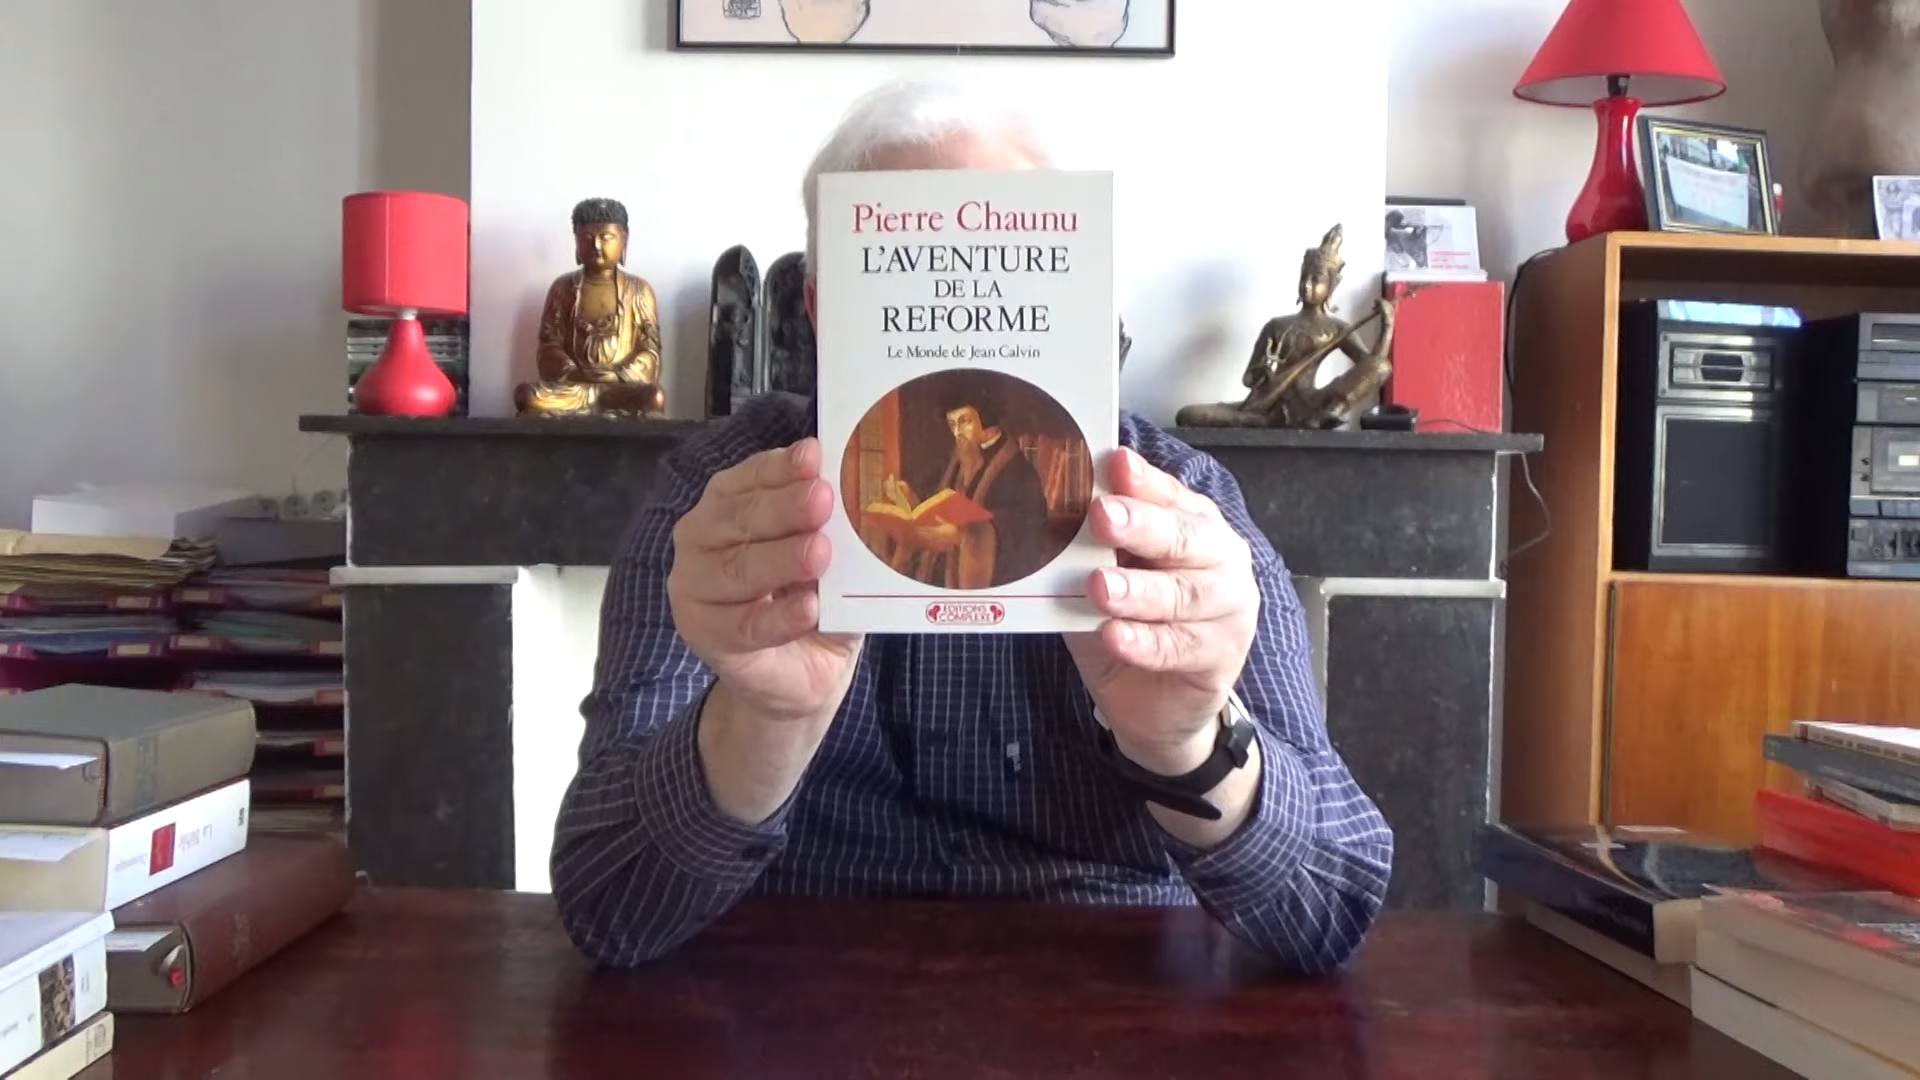 Pierre Chaunu
L'AVENTURE
DE LA
REFORME
Le Monde de Jean Calvin
EDITIONS
COMPLEXE